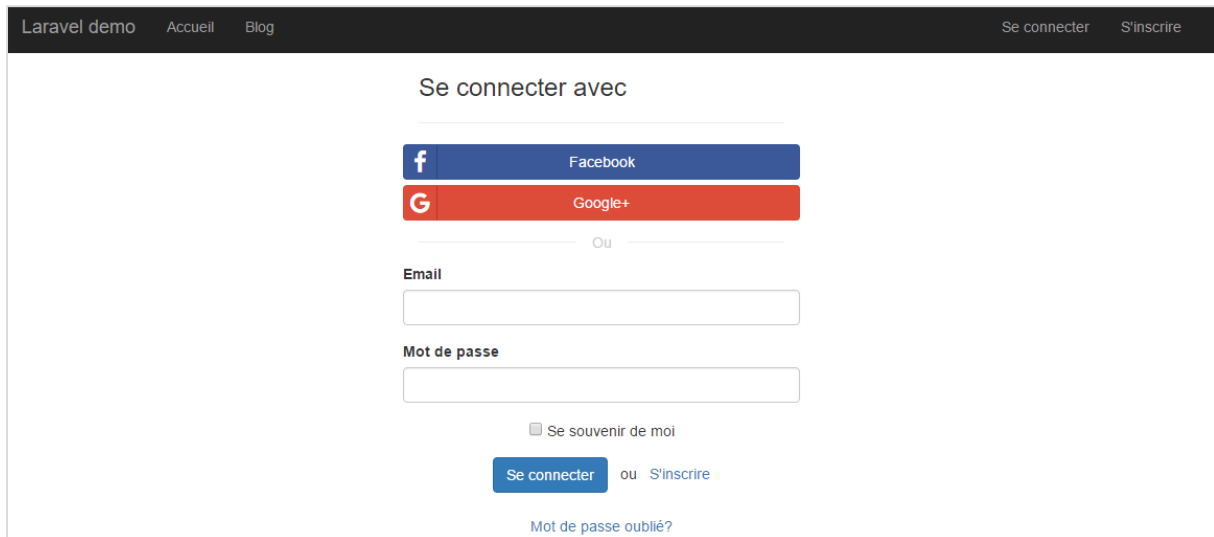 Laravel demo Accueil Blog Se connecter S'inscrire
Se connecter avec
Facebook
Google+
Ou
Email
Mot de passe
Se souvenir de moi
Se connecter ou S'inscrire
Mot de passe oublié?